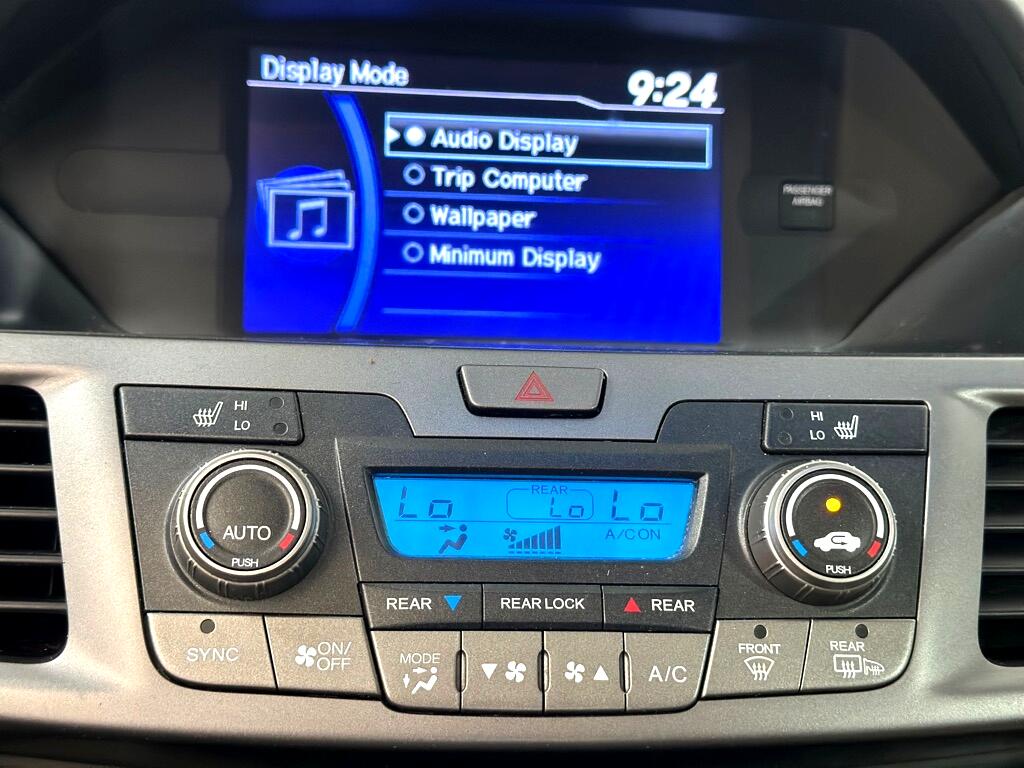 Display Mode
9:24
Audio Display
Trip Computer
Wallpaper
Minimum Display
PASSENGER
AIRBAG
HI
LO
HI
LO
AUTO
PUSH
Lo
REAR
Lo
Lo
A/C ON
PUSH
REAR
REAR LOCK
REAR
SYNC
ON/
OFF
MODE
A/C
FRONT
REAR